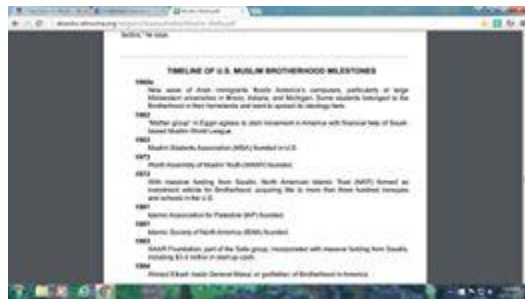 tactics," he says.
TIMELINE OF U.S. MUSLIM BROTHERHOOD MILESTONES
1960s
New wave of Arab immigrants floods America's campuses, particularly at large
Midwestern universities in Illinois, Indiana, and Michigan. Some students belonged to the
Brotherhood in their homelands and want to spread its ideology here.
1962
"Mother group" in Egypt agrees to start movement in America with financial help of Saudi-
based Muslim World League.
1963
Muslim Students Association (MSA) founded in U.S.
1972
World Assembly of Muslim Youth (WAMY) founded.
1973
With massive funding from Saudis, North American Islamic Trust (NAIT) formed as
investment vehicle for Brotherhood, acquiring title to more than three hundred mosques
and schools in the U.S.
1981
Islamic Association for Palestine (IAP) founded.
1981
Islamic Society of North America (ISNA) founded.
1983
SAAR Foundation, part of the Safa group, incorporated with massive funding from Saudis,
including $3.4 million in start-up cash.
1984
Ahmed Elkadi made General Masul, or godfather, of Brotherhood in America.